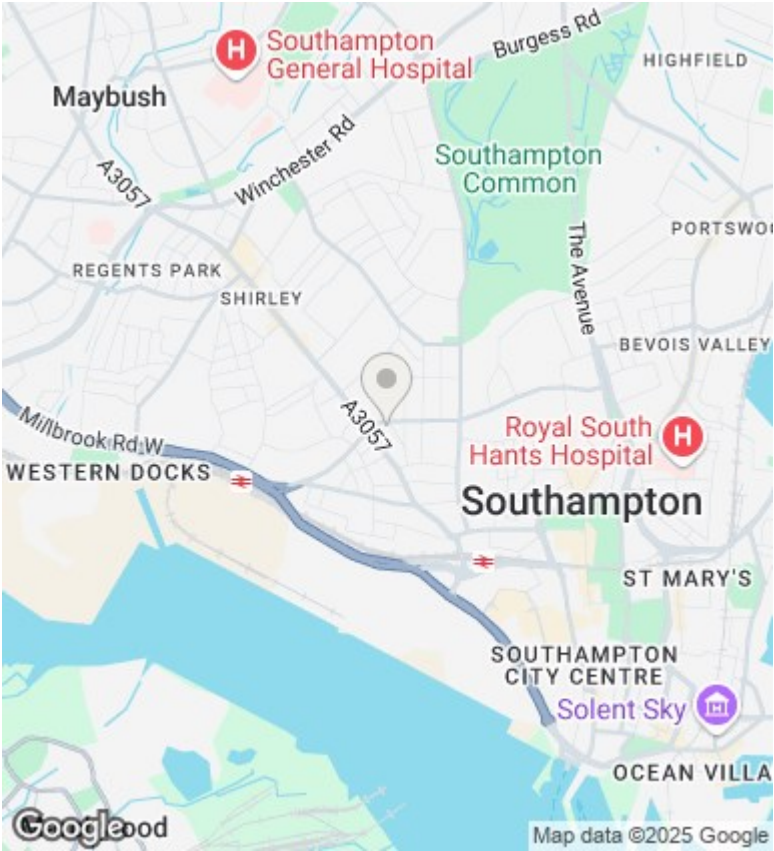 Southampton
General Hospital
Burgess Rd
HIGHFIELD
Maybush
Winchester Rd
A3057
Southampton
Common
The Avenue
PORTSWO
REGENTS PARK
SHIRLEY
BEVOIS VALLEY
A3057
Millbrook Rd W
Royal South
Hants Hospital
WESTERN DOCKS
Southampton
ST MARY'S
SOUTHAMPTON
CITY CENTRE
Solent Sky
OCEAN VILLA
Google
ood
Map data ©2025 Google